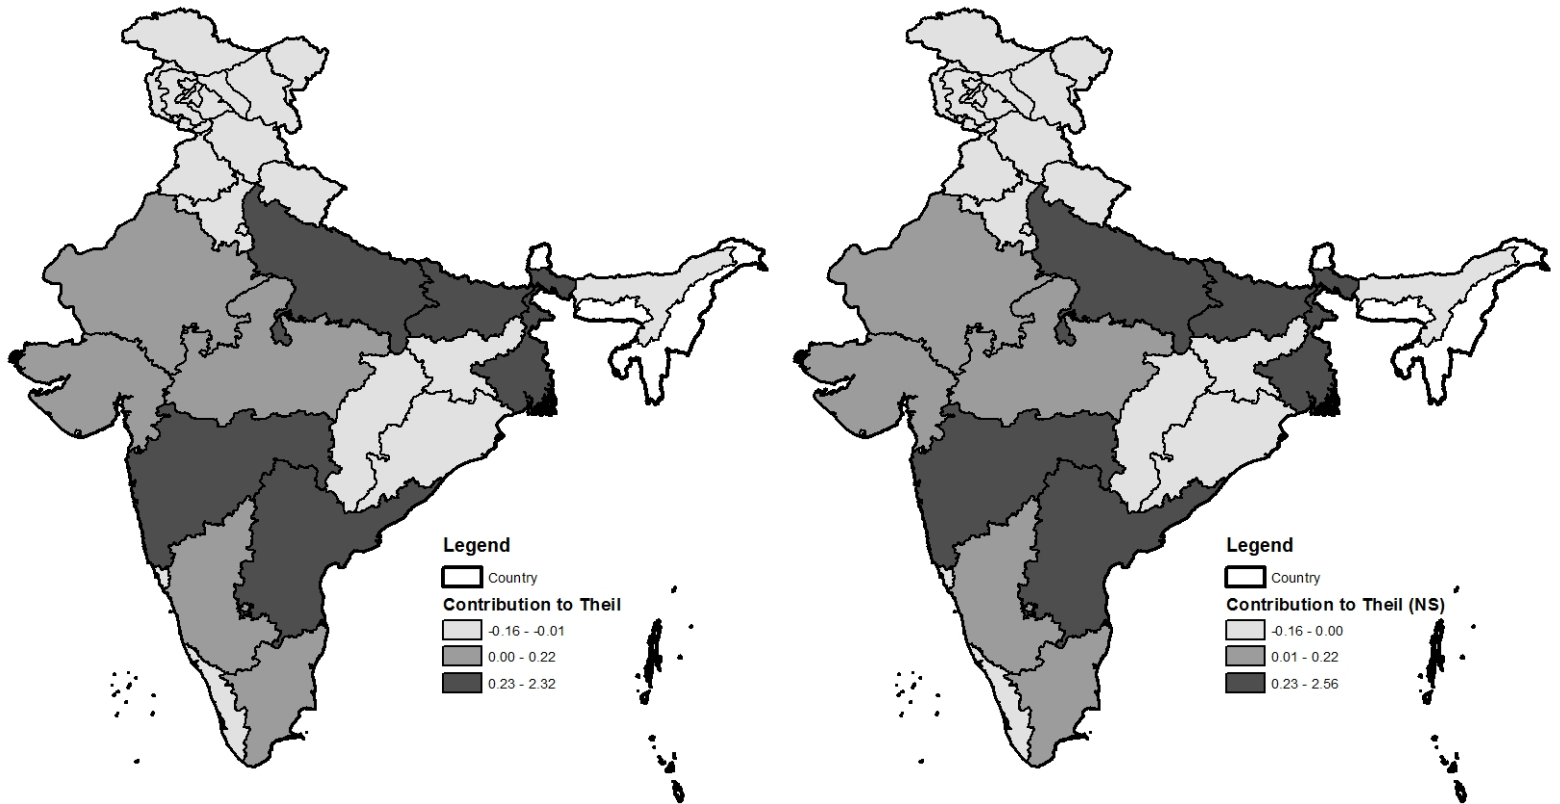 Legend
Country
Contribution to Theil
-0.16 - -0.01
0.00 - 0.22
0.23 - 2.32
Legend
Country
Contribution to Theil (NS)
-0.16 - 0.00
0.01 - 0.22
0.23 - 2.56